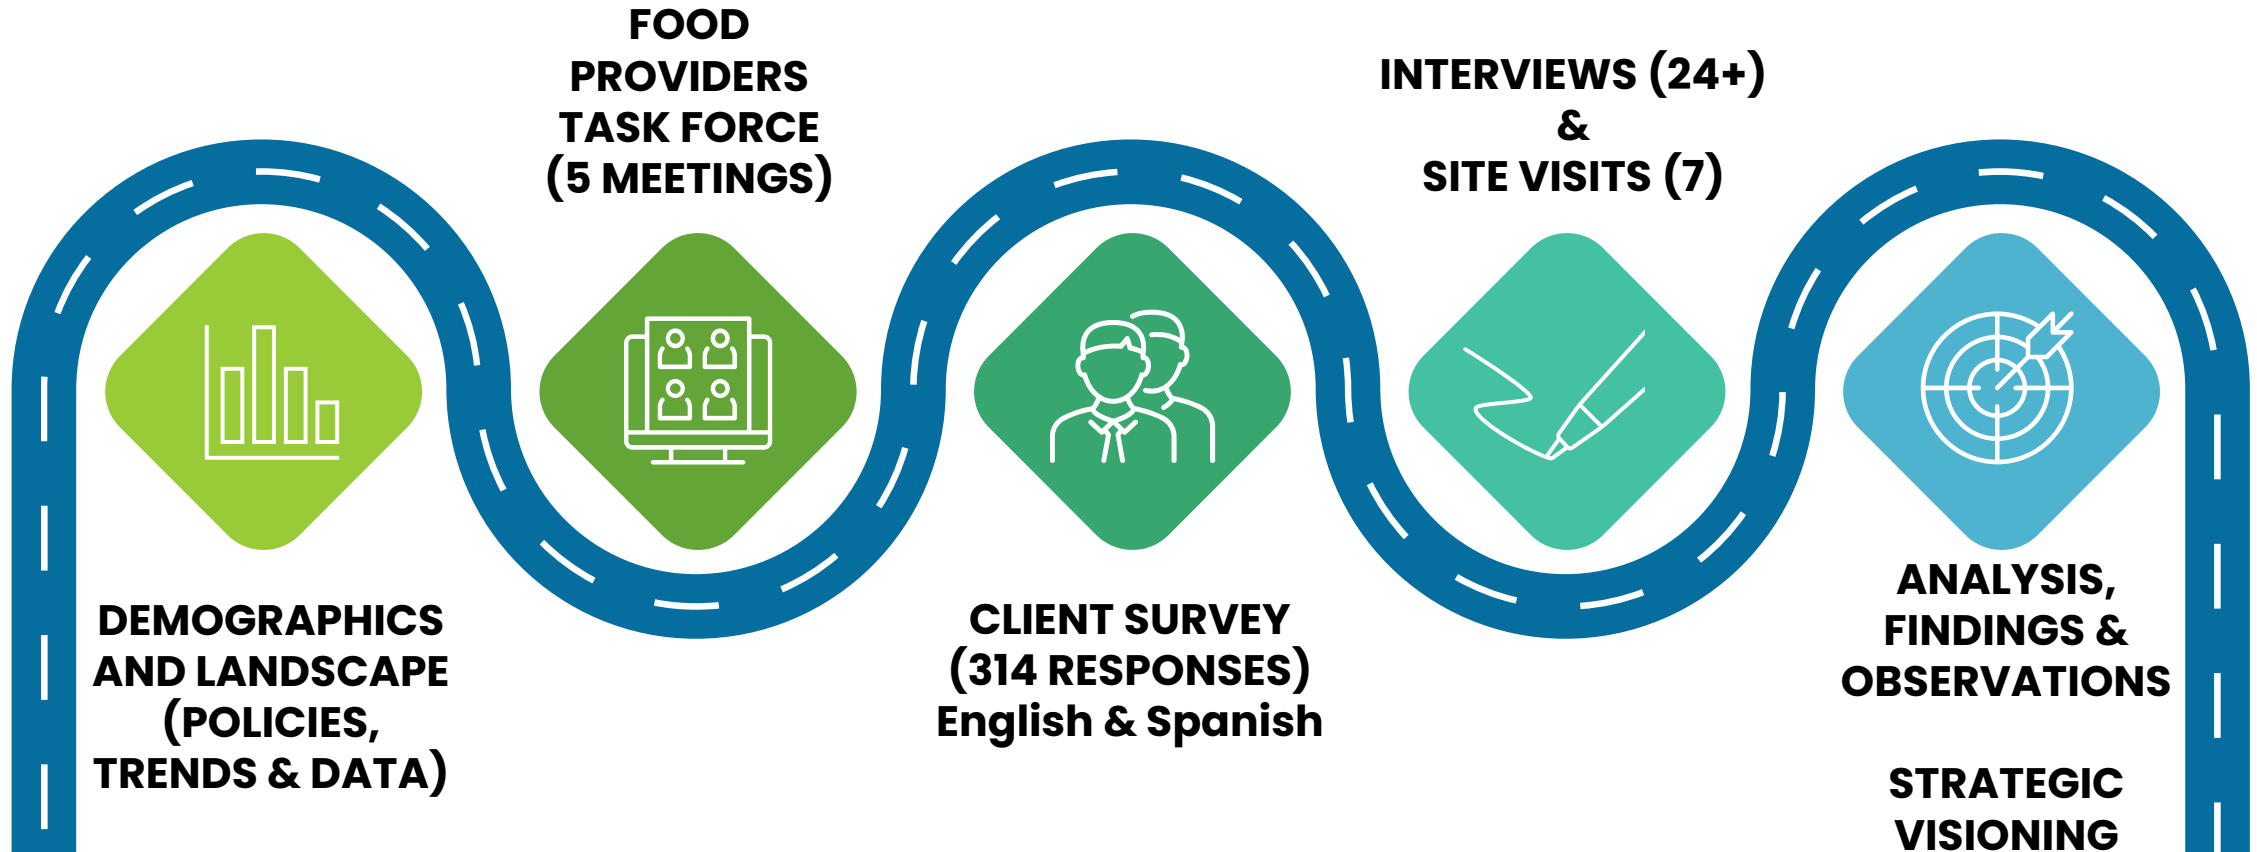 DEMOGRAPHICS
AND LANDSCAPE
(POLICIES,
TRENDS & DATA)
FOOD
PROVIDERS
TASK FORCE
(5 MEETINGS)
CLIENT SURVEY
(314 RESPONSES)
English & Spanish
INTERVIEWS (24+)
&
SITE VISITS (7)
ANALYSIS,
FINDINGS &
OBSERVATIONS
STRATEGIC
VISIONING